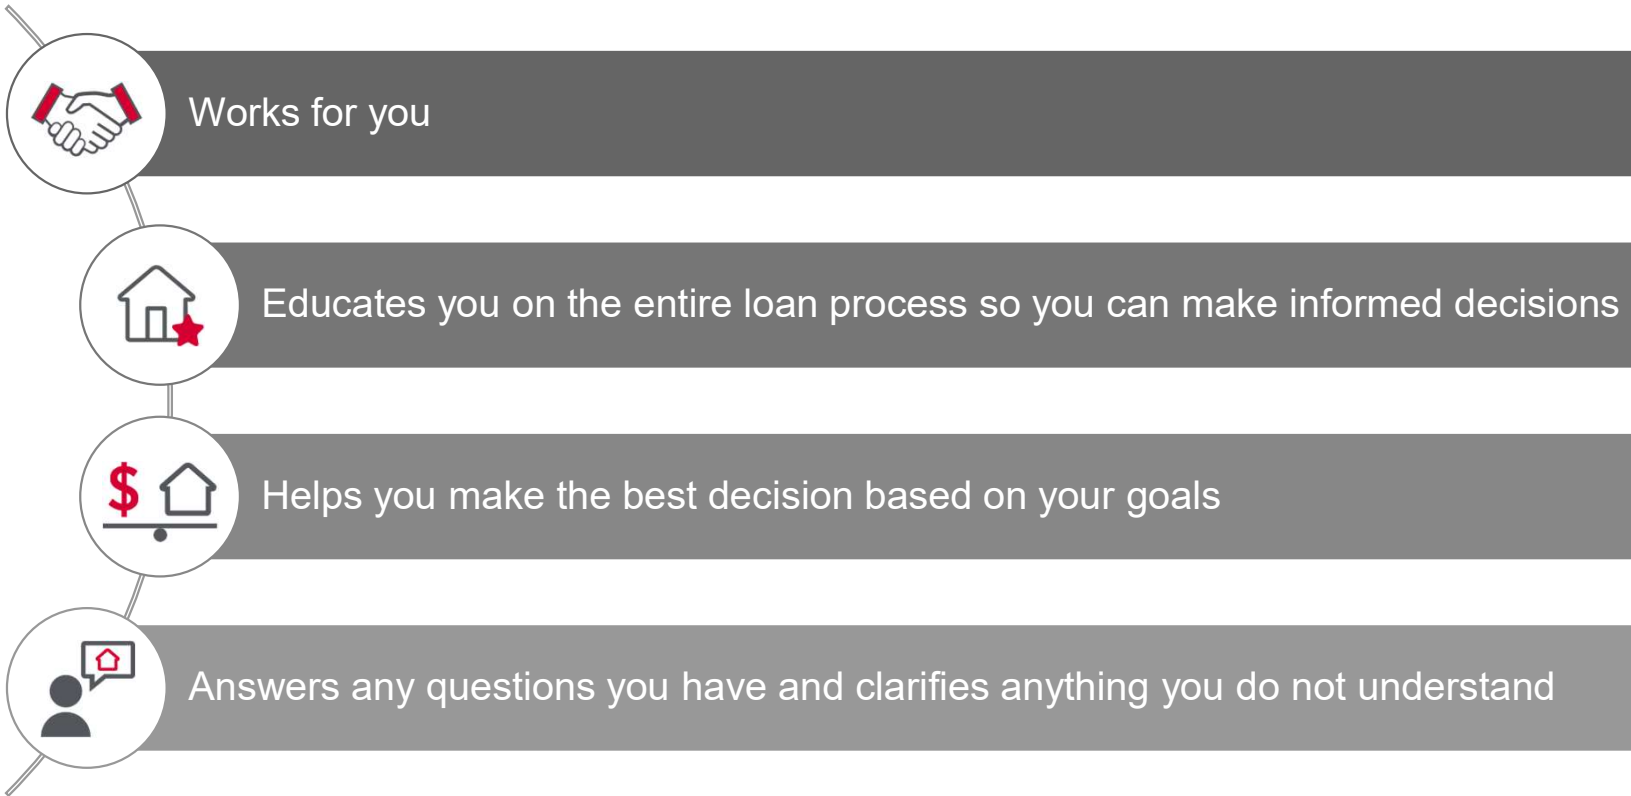 Works for you
Educates you on the entire loan process so you can make informed decisions
$
Helps you make the best decision based on your goals
Answers any questions you have and clarifies anything you do not understand